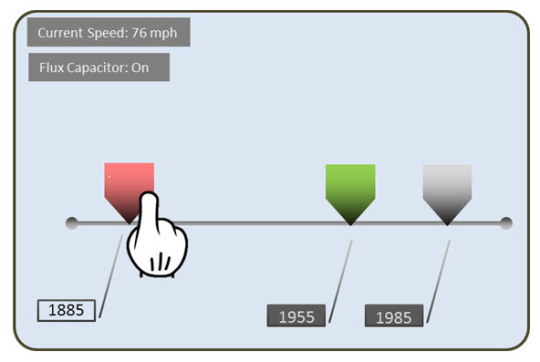 Current Speed: 76 mph
Flux Capacitor: On
1885
1955
1985